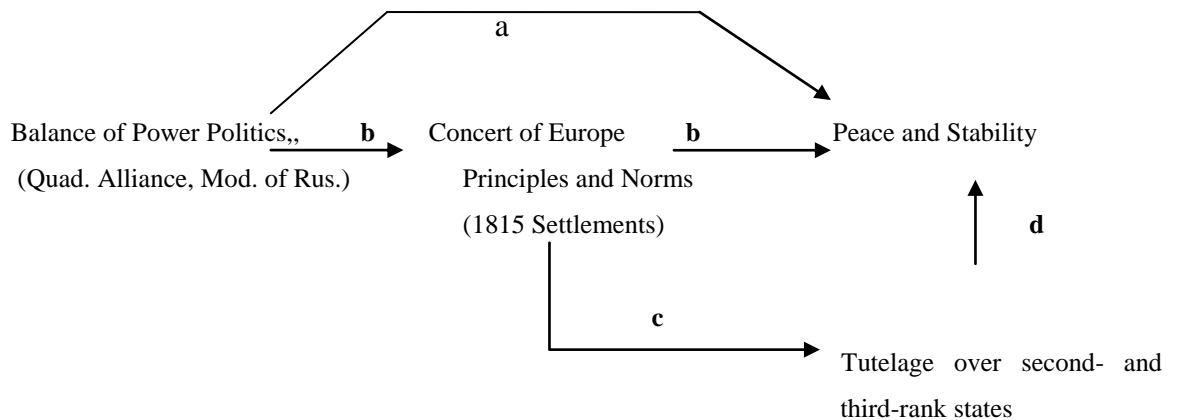 a
Balance of Power Politics,, b Concert of Europe b Peace and Stability
(Quad. Alliance, Mod. of Rus.) Principles and Norms
(1815 Settlements) d
c
Tutelage over second- and
third-rank states